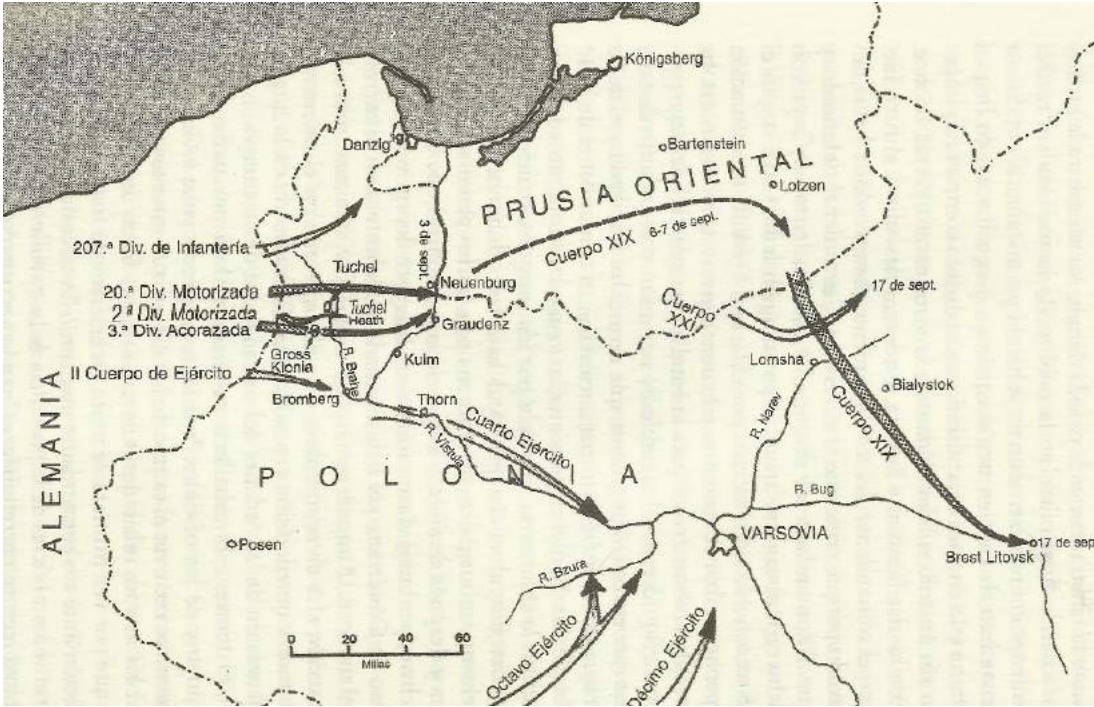 Königsberg
Danzig
Bartenstein
Lotzen
PRUSIA ORIENTAL
207.ª Div. de Infantería
3 de sept.
Cuerpo XIX 6-7 de sept.
Tuchel
20.ª Div. Motorizada
Neuenburg
17 de sept.
2ª Div. Motorizada
Tuchel
Heath
Cuerpo
XXI
3.ª Div. Acorazada
Graudenz
Gross
Klonia
R. Brahe
Kulm
Lomsha
II Cuerpo de Ejército
Bialystok
Bromberg
Thorn
ALEMANIA
Cuarto Ejército
R. Vístula
R. Narev
Cuerpo XIX
POLONIA
R. Bug
Posen
VARSOVIA
17 de sept
Brest Litovsk
R. Bzura
0 20 40 60
Millas
Octavo Ejército
Décimo Ejército